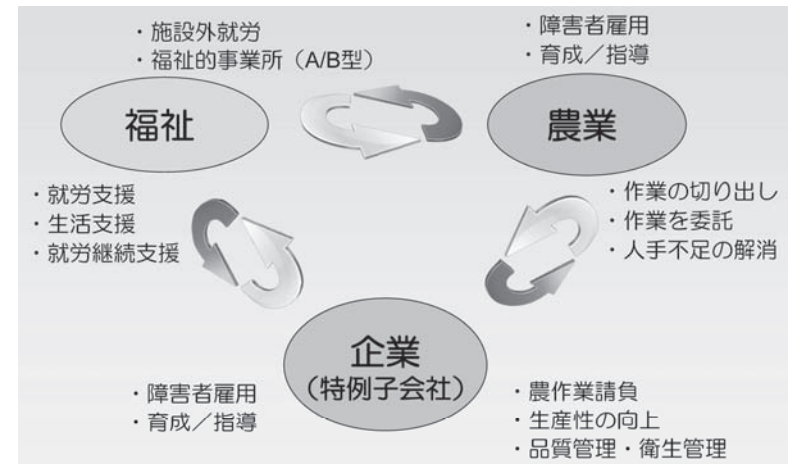 ・施設外就労
・福祉的事業所（A/B型）
・障害者雇用
・育成／指導
福祉
農業
・就労支援
・生活支援
・就労継続支援
・作業の切り出し
・作業を委託
・人手不足の解消
企業
（特例子会社）
・障害者雇用
・育成／指導
・農作業請負
・生産性の向上
・品質管理・衛生管理